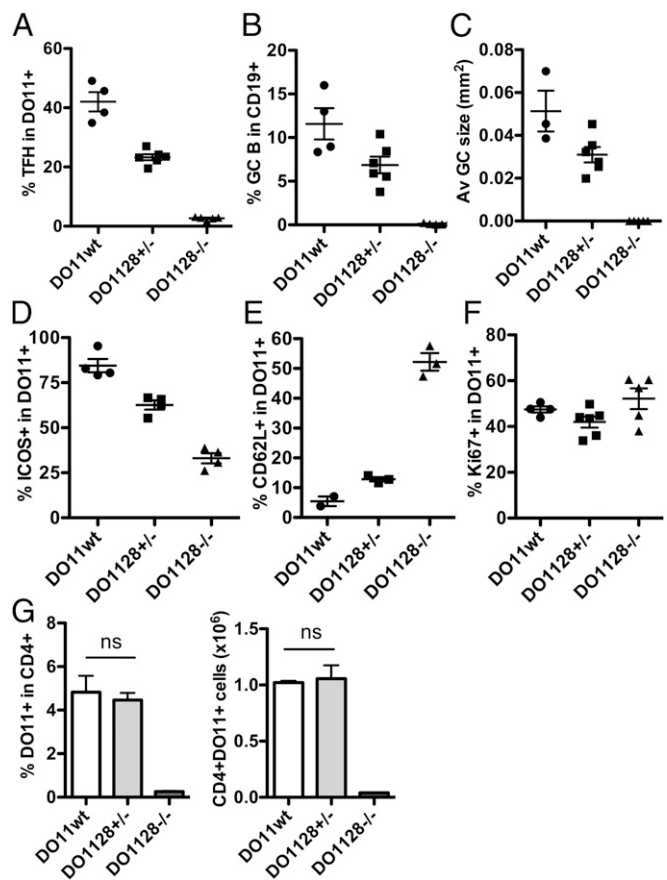 A
% TFH in DO11+
60
40
20
0
DO11wt
DO1128+/-
DO1128-/-
B
% GC B in CD19+
20
15
10
5
0
DO11wt
DO1128+/-
DO1128-/-
C
Av GC size (mm²)
0.08
0.06
0.04
0.02
0.00
DO11wt
DO1128+/-
DO1128-/-
D
% ICOS+ in DO11+
100
75
50
25
0
DO11wt
DO1128+/-
DO1128-/-
E
% CD62L+ in DO11+
60
50
40
30
20
10
0
DO11wt
DO1128+/-
DO1128-/-
F
% Ki67+ in DO11+
80
60
40
20
0
DO11wt
DO1128+/-
DO1128-/-
G
% DO11+ in CD4+
8
6
4
2
0
ns
DO11wt
DO1128+/-
DO1128-/-
CD4+DO11+ cells (x10⁶)
1.5
1.0
0.5
0.0
ns
DO11wt
DO1128+/-
DO1128-/-